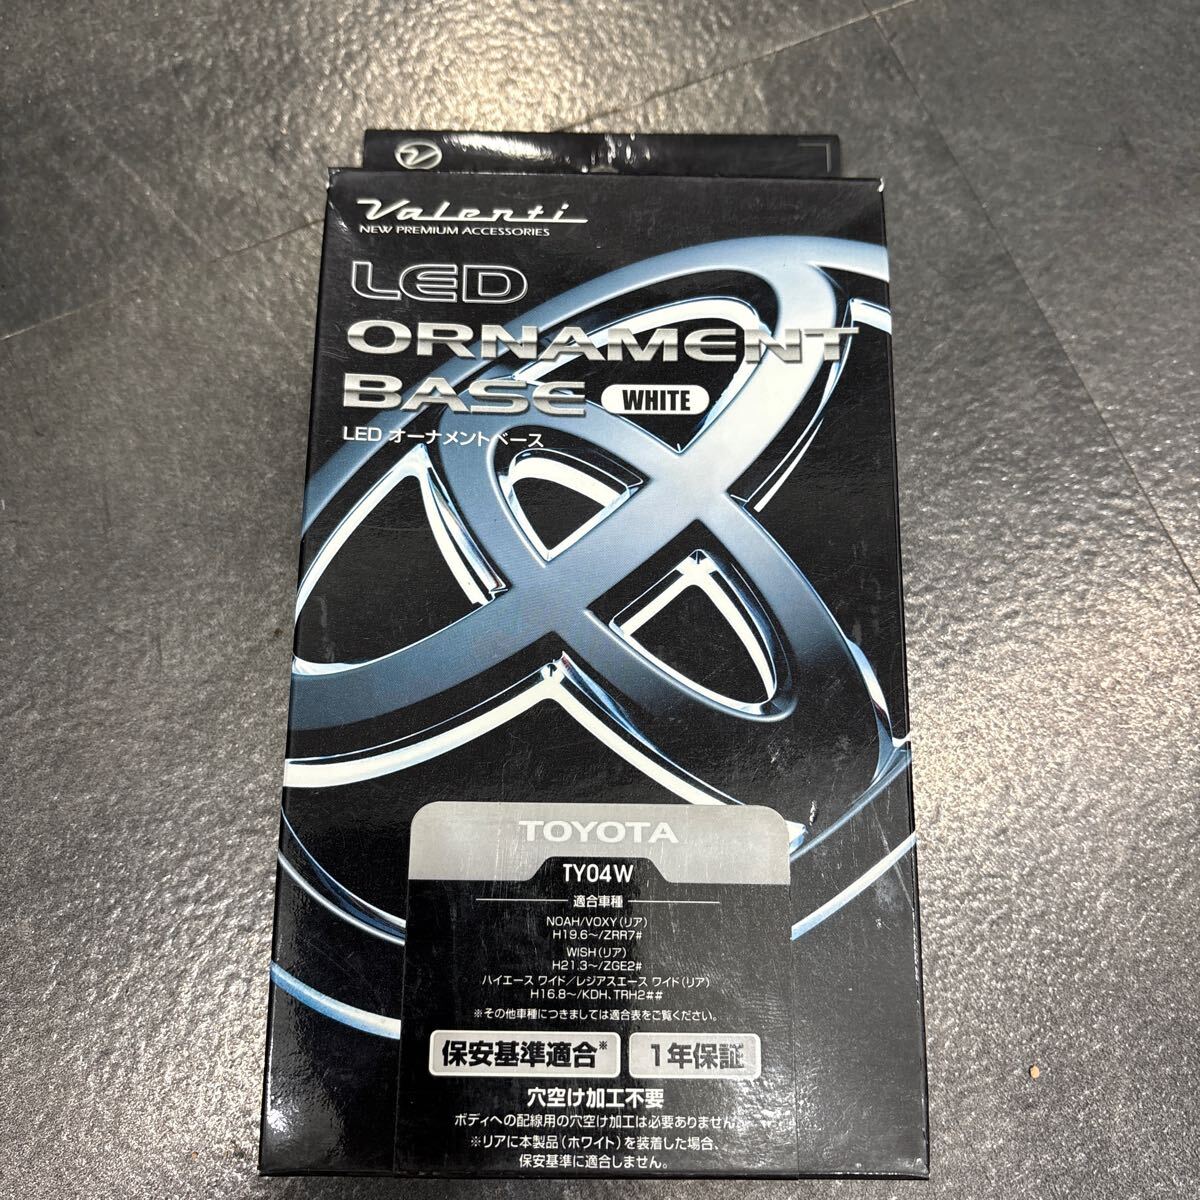 Valenti
NEW PREMIUM ACCESSORIES
LED
ORNAMENT
BASE WHITE
LED オーナメントベース
TOYOTA
TY04W
適合車種
NOAH/VOXY(リア)
H19.6～/ZRR7#
WISH(リア)
H21.3～/ZGE2#
ハイエース ワイド/レジアスエース ワイド(リア)
H16.8～/KDH、TRH2##
※その他車種につきましては適合表をご覧ください。
保安基準適合※ 1年保証
穴空け加工不要
ボディへの配線用の穴空け加工は必要ありません。
※リアに本製品(ホワイト)を装着した場合、
保安基準に適合しません。